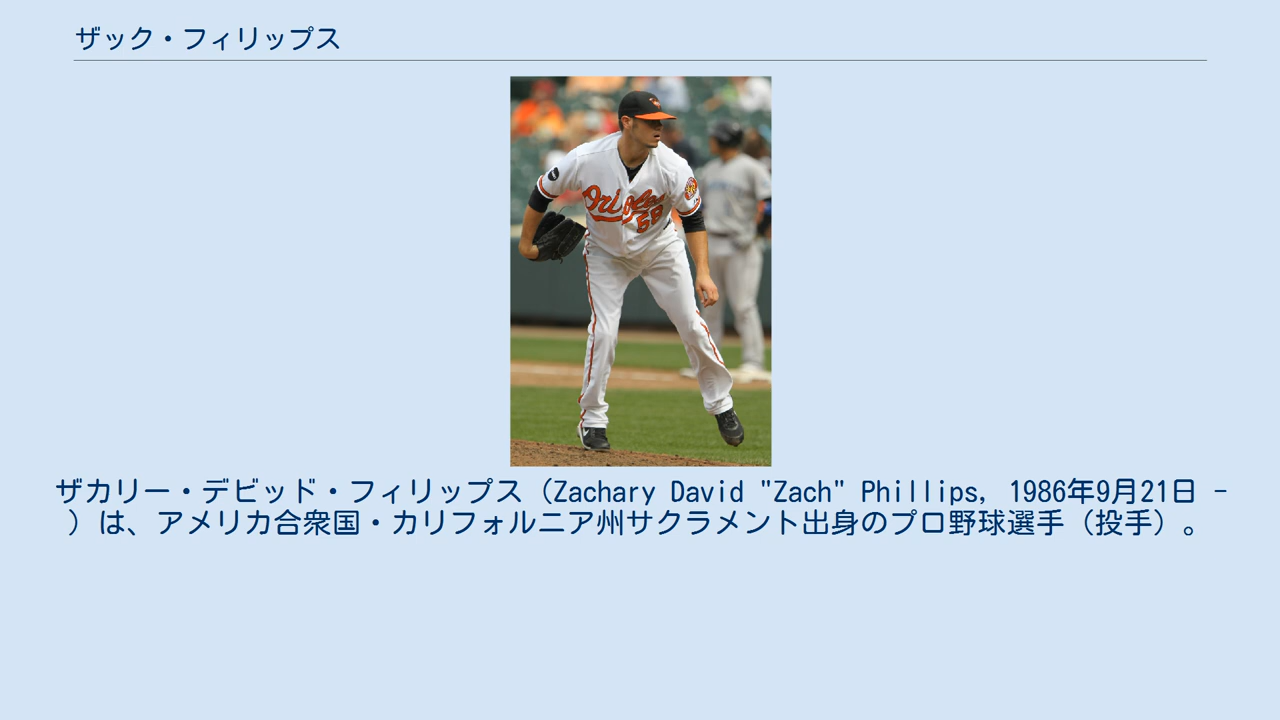 ザック・フィリップス
Orioles
ザカリー・デビッド・フィリップス（Zachary David "Zach" Phillips, 1986年9月21日 -
）は、アメリカ合衆国・カリフォルニア州サクラメント出身のプロ野球選手（投手）。